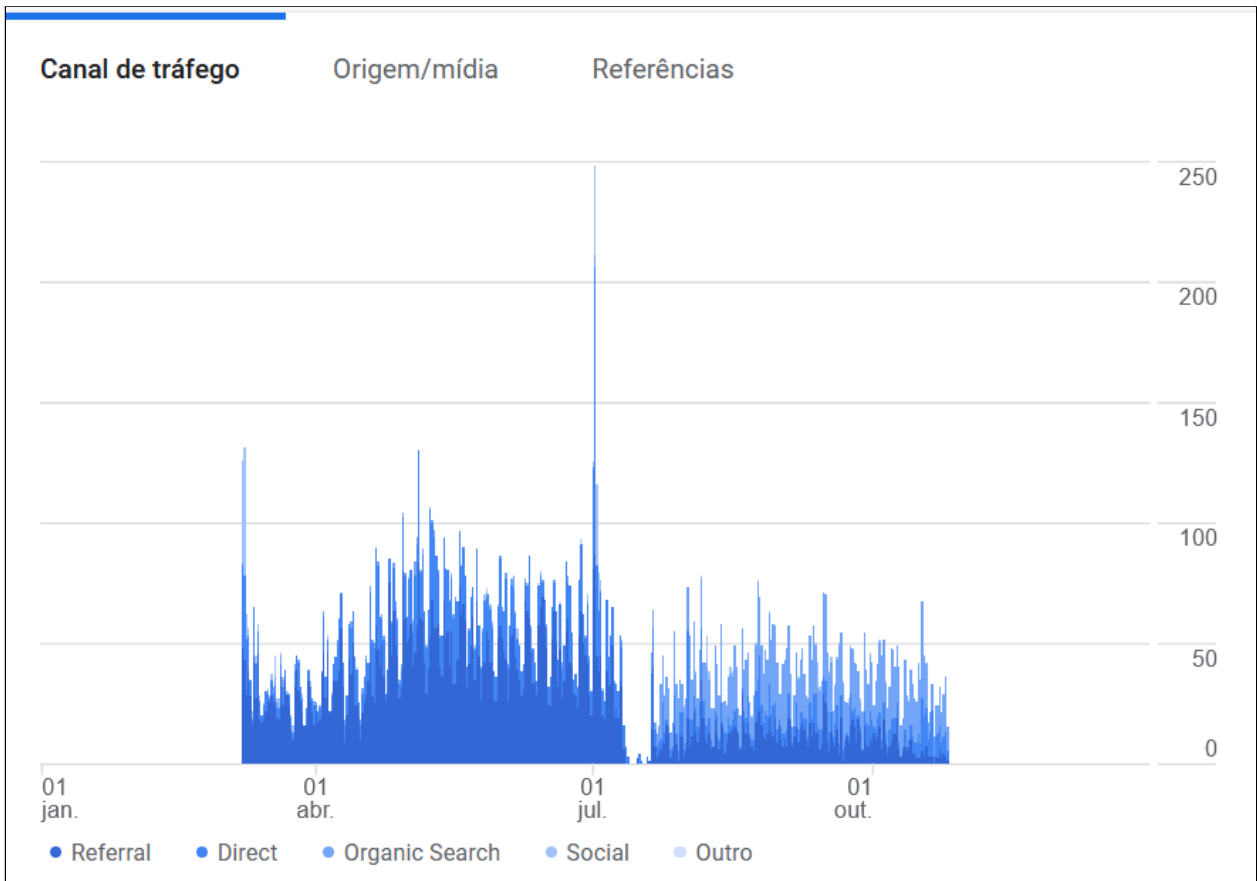 Canal de tráfego Origem/mídia Referências
250
200
150
100
50
0
01 01 01 01
jan. abr. jul. out.
Referral Direct Organic Search Social Outro